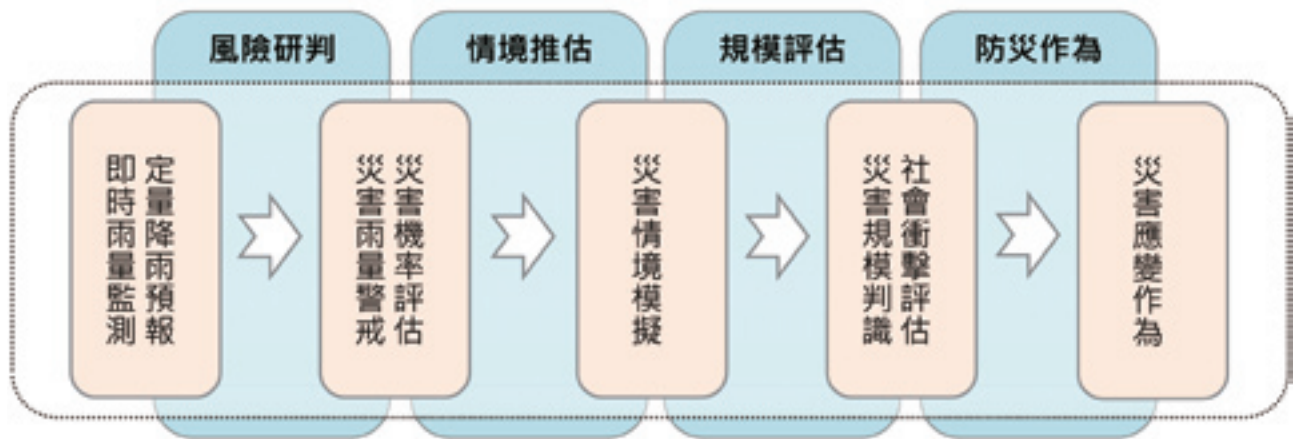 風險研判
情境推估
規模評估
防災作為
定量降雨預報
即時雨量監測
災害機率評估
災害雨量警戒
災害情境模擬
社會衝擊評估
災害規模判識
災害應變作為